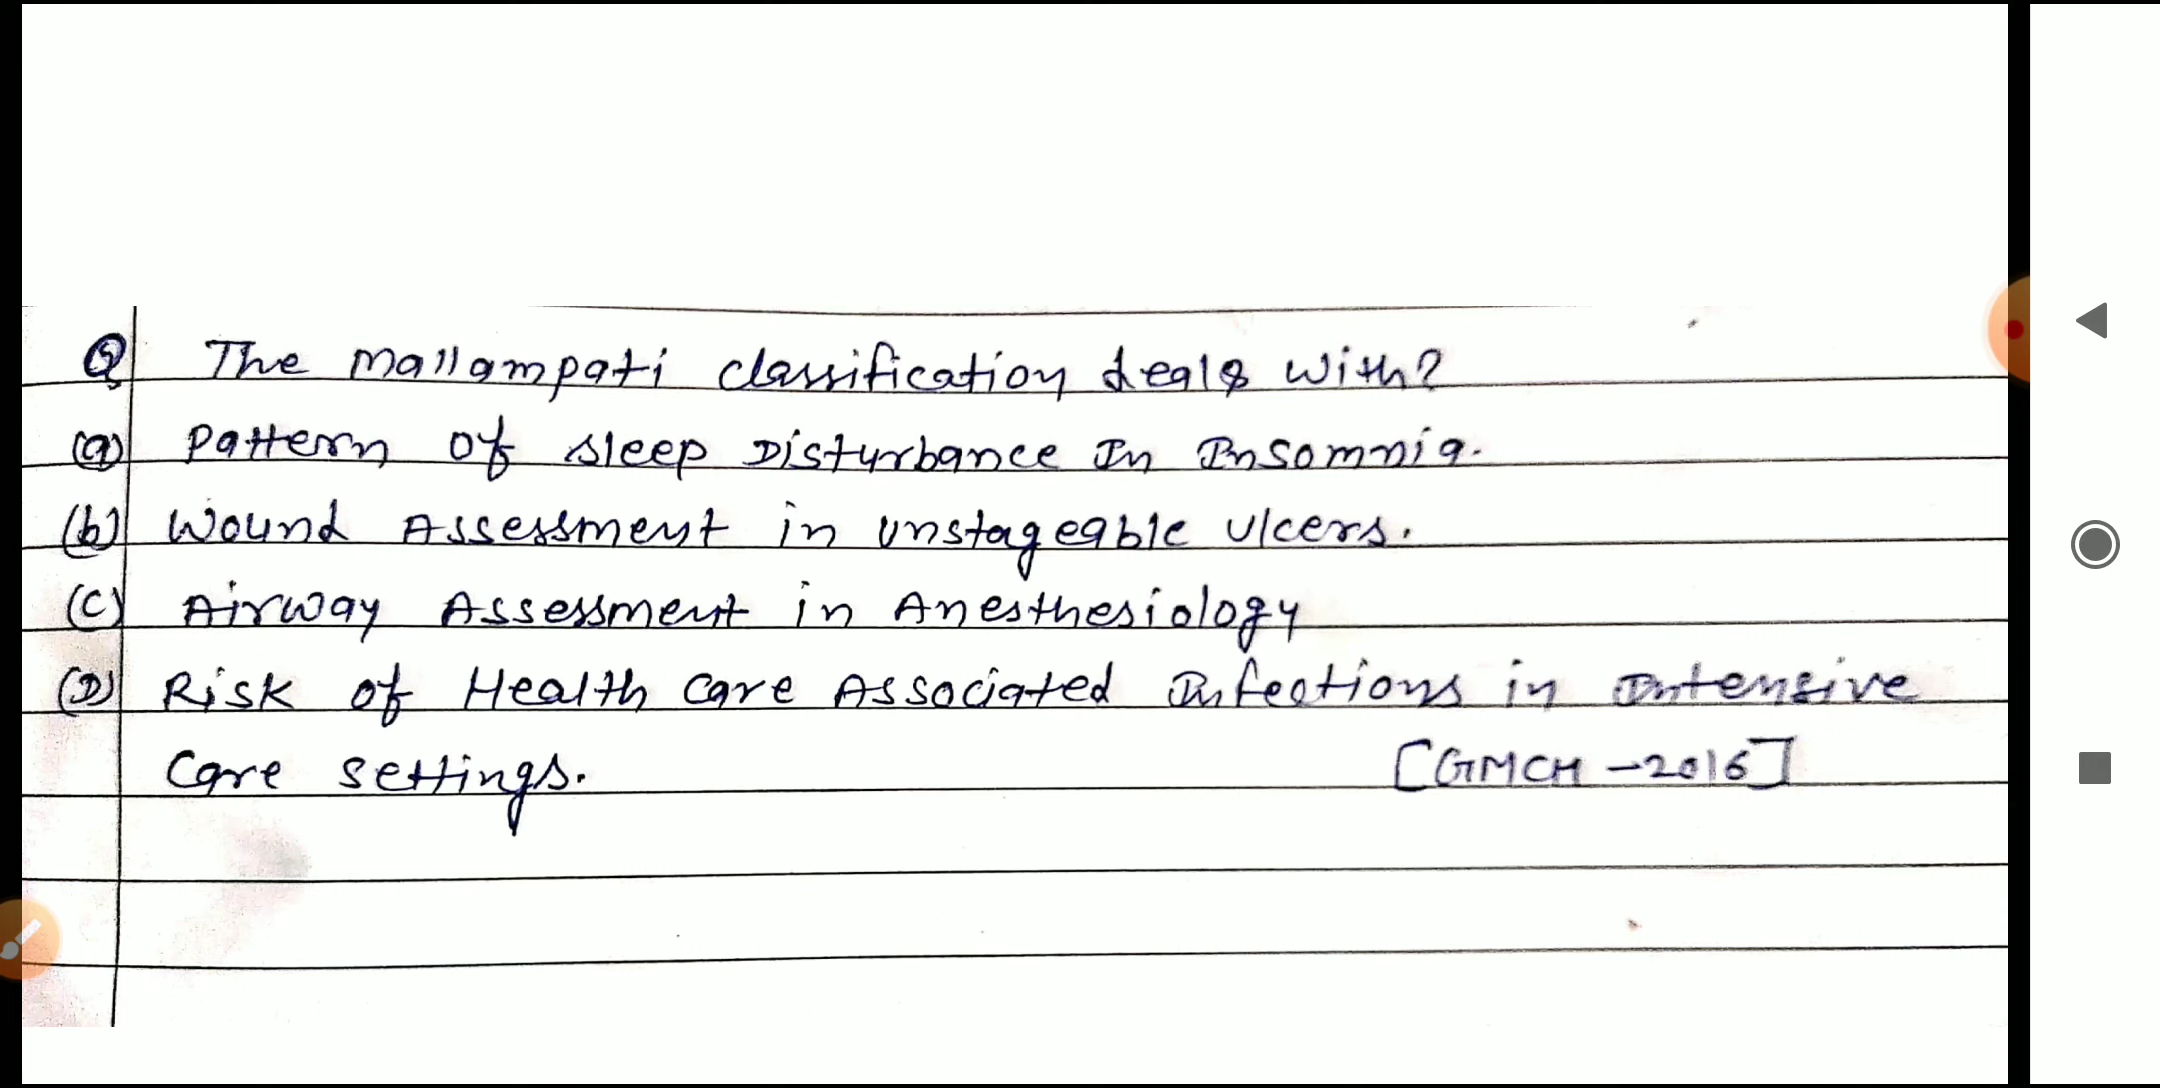 Q The Mallampati classification deals with?
(a) Pattern of Sleep Disturbance In Insomnia.
(b) Wound Assessment in Unstageable Ulcers.
(c) Airway Assessment in Anesthesiology
(D) Risk of Health Care Associated Infections in Intensive
Care Settings. [GMCH -2016]